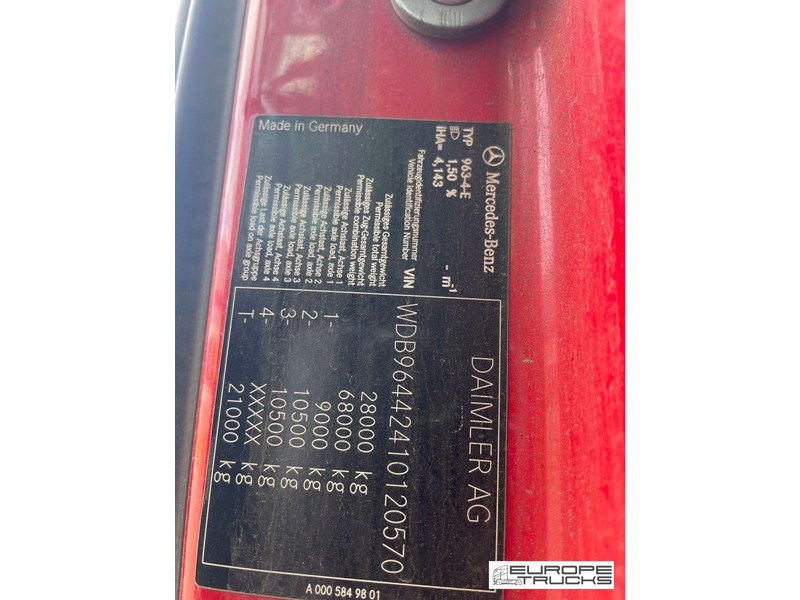 Mercedes-Benz
TYP 963-4-E
1,50 %
iHA= 4,143 - m-1
DAIMLER AG
Fahrzeugidentifizierungsnummer
Vehicle Identification Number VIN WDB96442410120570
Zulässiges Gesamtgewicht
Permissible total weight 28000 kg
Zulässiges Zug-Gesamtgewicht
Permissible combination weight 68000 kg
Zulässige Achslast, Achse 1
Permissible axle load, axle 1 1- 9000 kg
Zulässige Achslast, Achse 2
Permissible axle load, axle 2 2- 10500 kg
Zulässige Achslast, Achse 3
Permissible axle load, axle 3 3- 10500 kg
Zulässige Achslast, Achse 4
Permissible axle load, axle 4 4- XXXXX kg
Zulässige Last der Achsgruppe
Permissible load on axle group T- 21000 kg
Made in Germany
A 000 584 98 01
EUROPE
TRUCKS